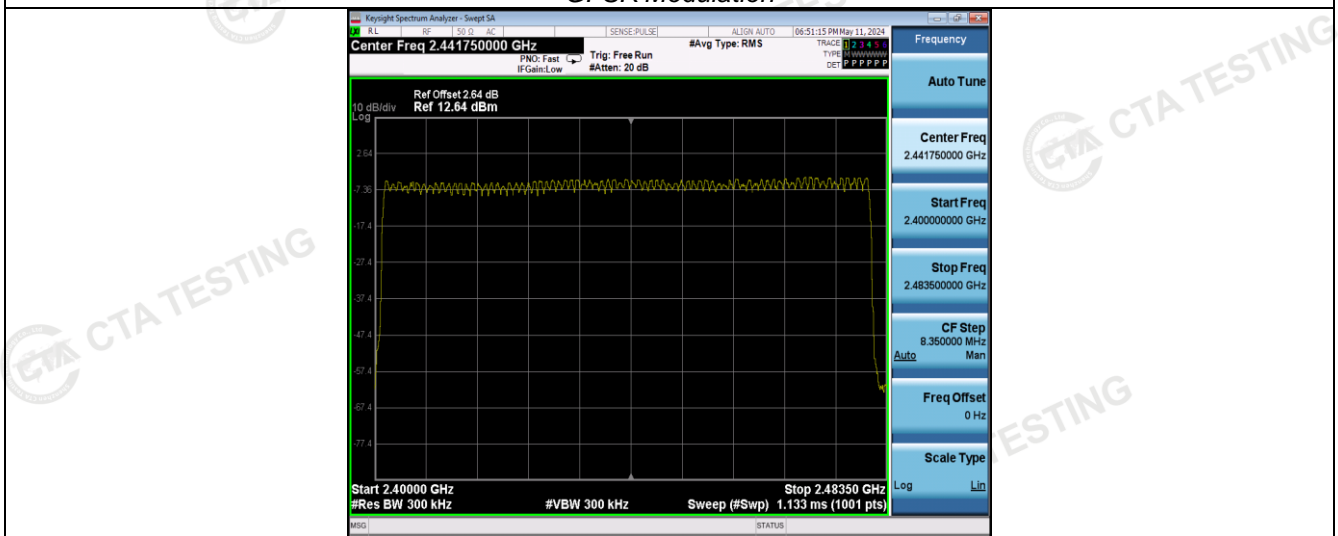 Keysight Spectrum Analyzer - Swept SA
RL RF 50 Ω AC SENSE:PULSE ALIGN AUTO 06:51:15 PM May 11, 2024
Center Freq 2.441750000 GHz #Avg Type: RMS TRACE 1 2 3 4 5 6
PNO: Fast Trig: Free Run TYPE M WWWWW
IFGain:Low #Atten: 20 dB DET P P P P P P
Ref Offset 2.64 dB
10 dB/div Ref 12.64 dBm
Log
2.64
-7.36
-17.4
-27.4
-37.4
-47.4
-57.4
-67.4
-77.4
Start 2.40000 GHz Stop 2.48350 GHz
#Res BW 300 kHz #VBW 300 kHz Sweep (#Swp) 1.133 ms (1001 pts)
MSG STATUS
Frequency
Auto Tune
Center Freq
2.441750000 GHz
Start Freq
2.400000000 GHz
Stop Freq
2.483500000 GHz
CF Step
8.350000 MHz
Auto Man
Freq Offset
0 Hz
Scale Type
Log Lin
CTA TESTING
CTA TESTING
ESTING